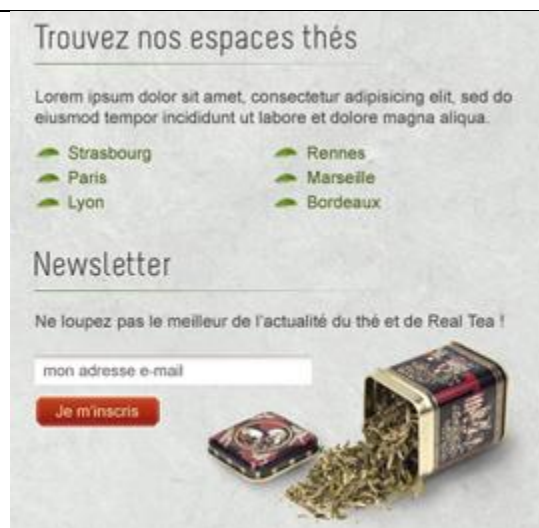 Trouvez nos espaces thés
Lorem ipsum dolor sit amet, consectetur adipisicing elit, sed do
eiusmod tempor incididunt ut labore et dolore magna aliqua.
Strasbourg
Rennes
Paris
Marseille
Lyon
Bordeaux
Newsletter
Ne loupez pas le meilleur de l'actualité du thé et de Real Tea !
mon adresse e-mail
Je m'inscris